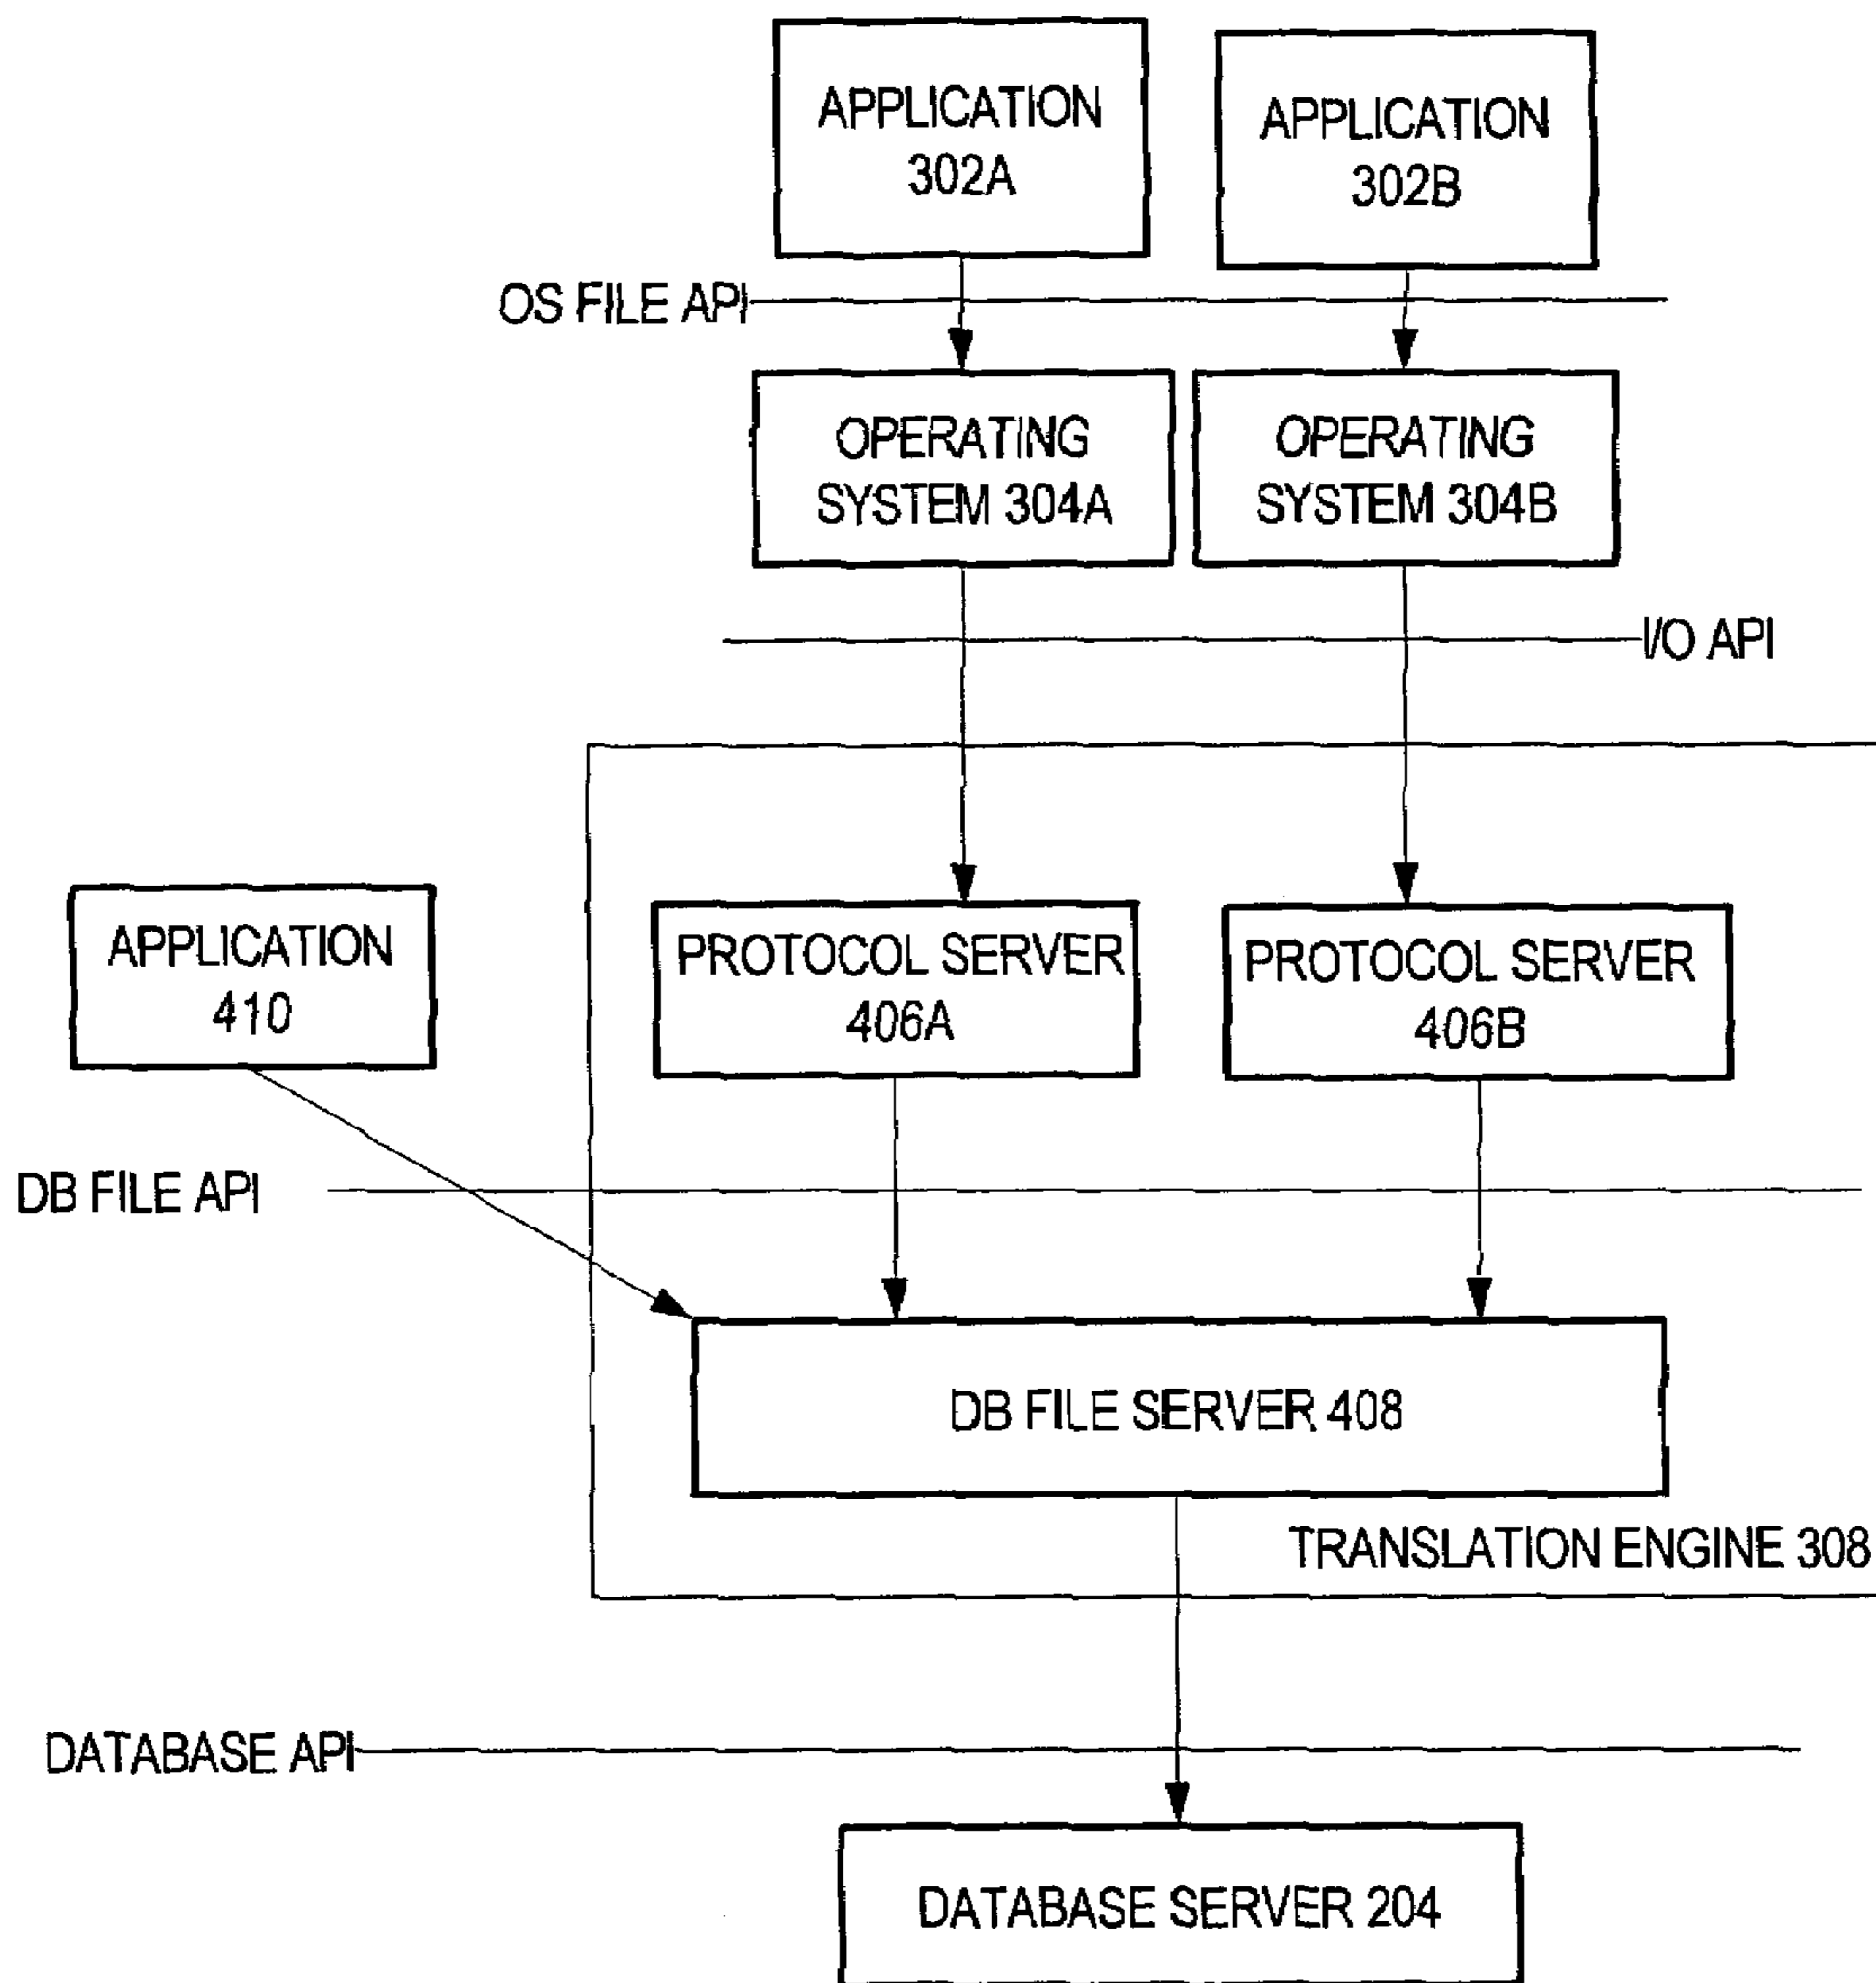 APPLICATION
302A
APPLICATION
302B
OS FILE API
OPERATING
SYSTEM 304A
OPERATING
SYSTEM 304B
I/O API
APPLICATION
410
PROTOCOL SERVER
406A
PROTOCOL SERVER
406B
DB FILE API
DB FILE SERVER 408
TRANSLATION ENGINE 308
DATABASE API
DATABASE SERVER 204